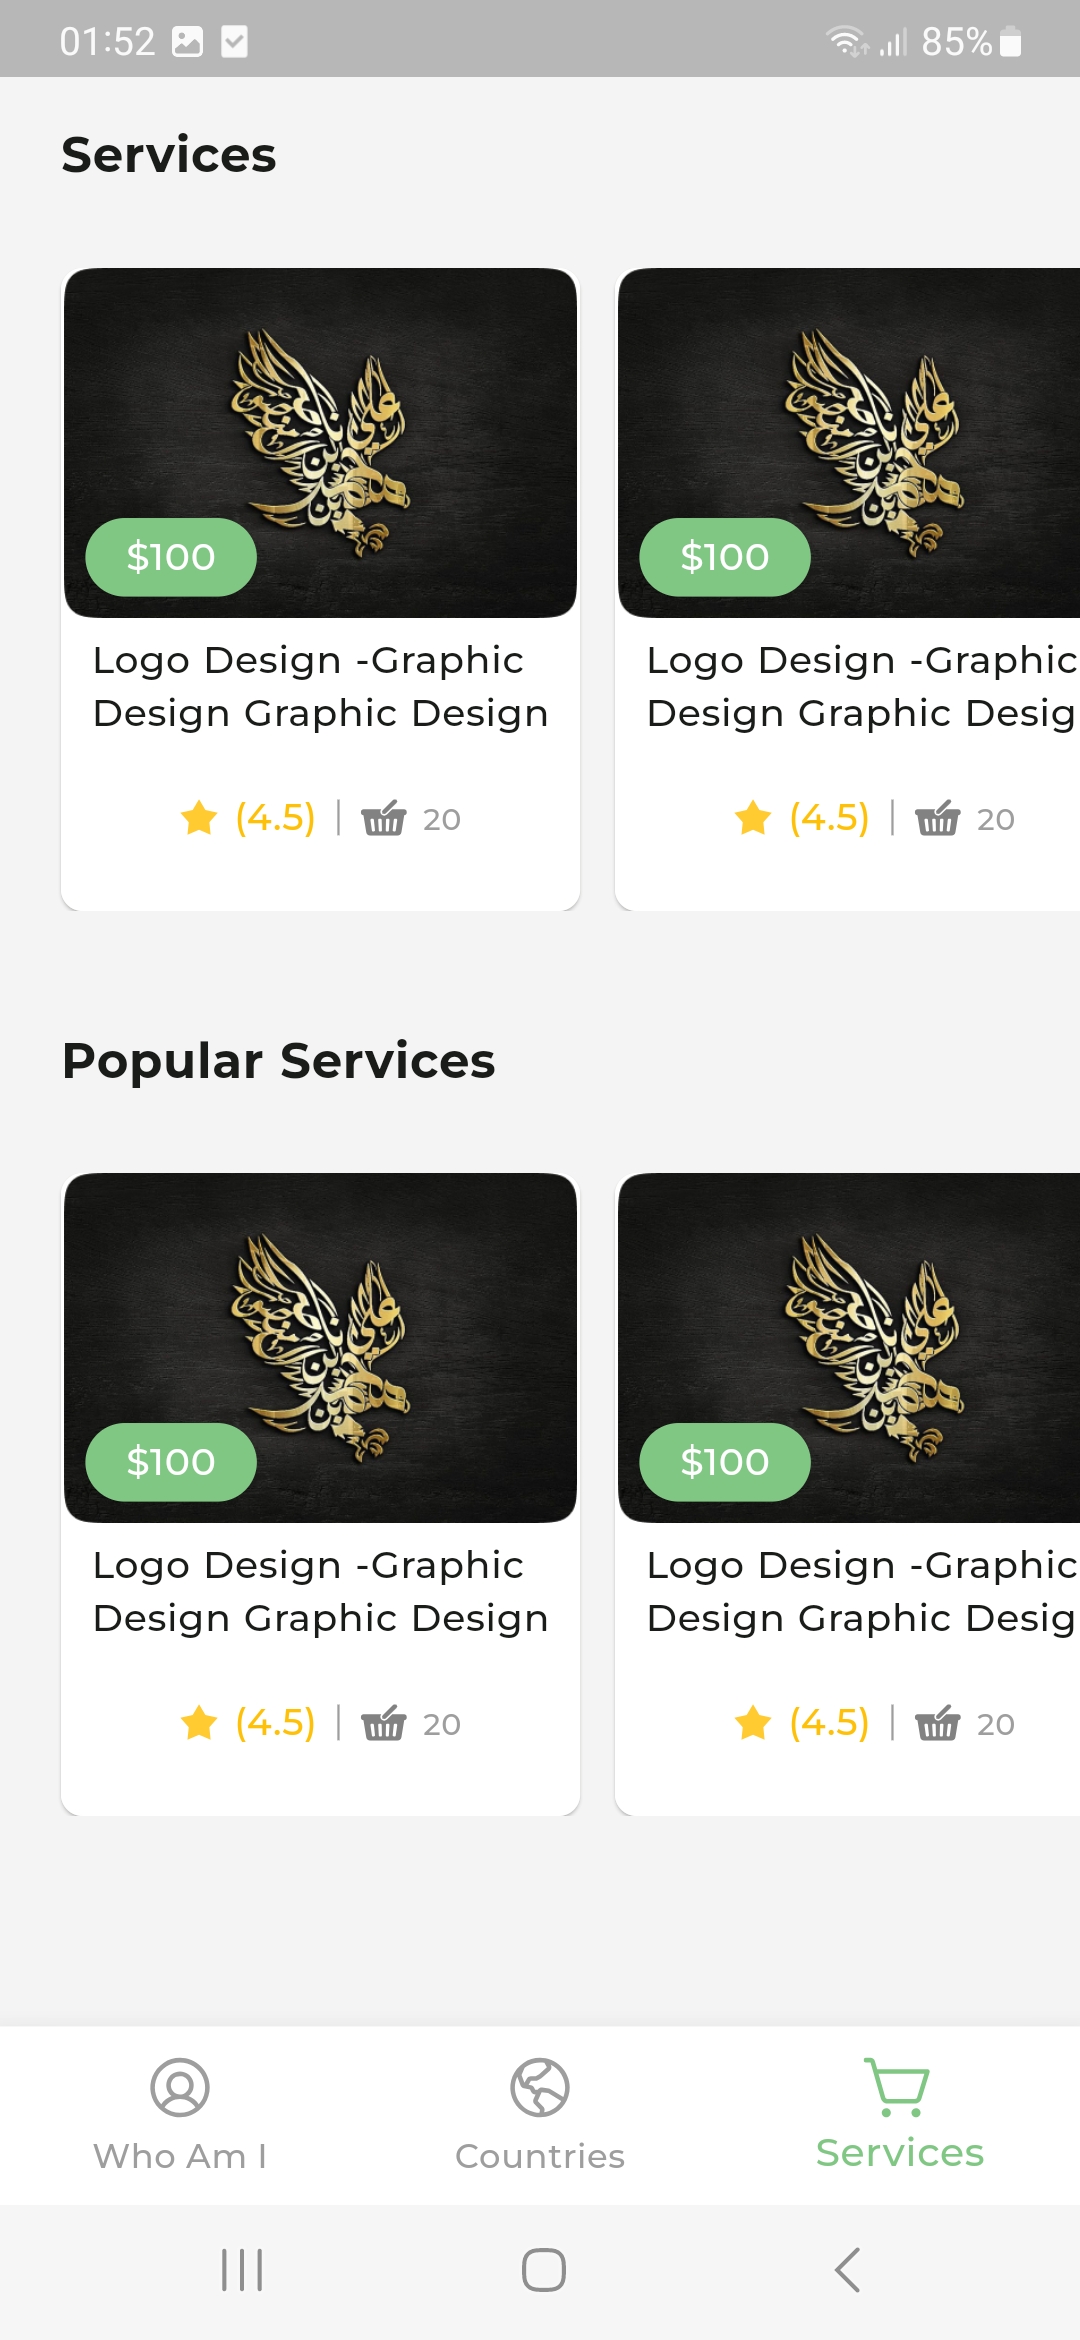 01:52 85%
Services
$100
$100
Logo Design -Graphic
Design Graphic Design
Logo Design -Graphic
Design Graphic Desig
(4.5) | 20
(4.5) | 20
Popular Services
$100
$100
Logo Design -Graphic
Design Graphic Design
Logo Design -Graphic
Design Graphic Desig
(4.5) | 20
(4.5) | 20
Who Am I
Countries
Services